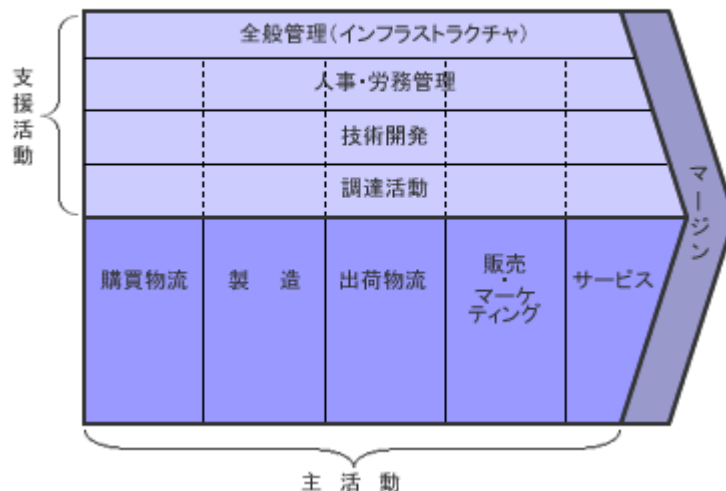 全般管理(インフラストラクチャ)
支援活動
人事・労務管理
技術開発
調達活動
マージン
購買物流
製 造
出荷物流
販売
・
マーケ
ティング
サービス
主 活 動